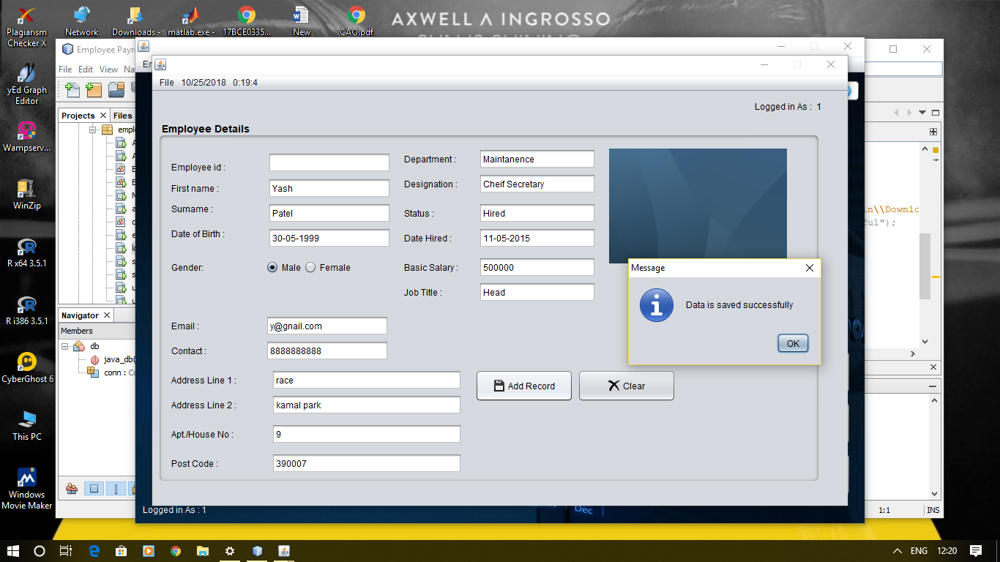 AXWELL Λ INGROSSO
Plagiarism
Checker X
Network
Downloads -
matlab.exe -
17BCE0335...
New
CAO.pdf
yEd Graph
Editor
Wampserv...
WinZip
R x64 3.5.1
R i386 3.5.1
CyberGhost 6
This PC
Windows
Movie Maker
Employee Payr
File Edit View Na
Projects
Files
empl
Navigator
Members
db
java_db(
conn : Co
in\\Downlo
ful");
1:1
INS
File 10/25/2018 0:19:4
Logged in As : 1
Employee Details
Employee id :
First name : Yash
Surname : Patel
Date of Birth : 30-05-1999
Gender: Male Female
Department : Maintanence
Designation : Cheif Secretary
Status : Hired
Date Hired : 11-05-2015
Basic Salary : 500000
Job Title : Head
Email : y@gnail.com
Contact : 8888888888
Address Line 1 : race
Address Line 2 : kamal park
Apt./House No : 9
Post Code : 390007
Add Record
Clear
Message
Data is saved successfully
OK
Logged in As : 1
Dec
ENG 12:20